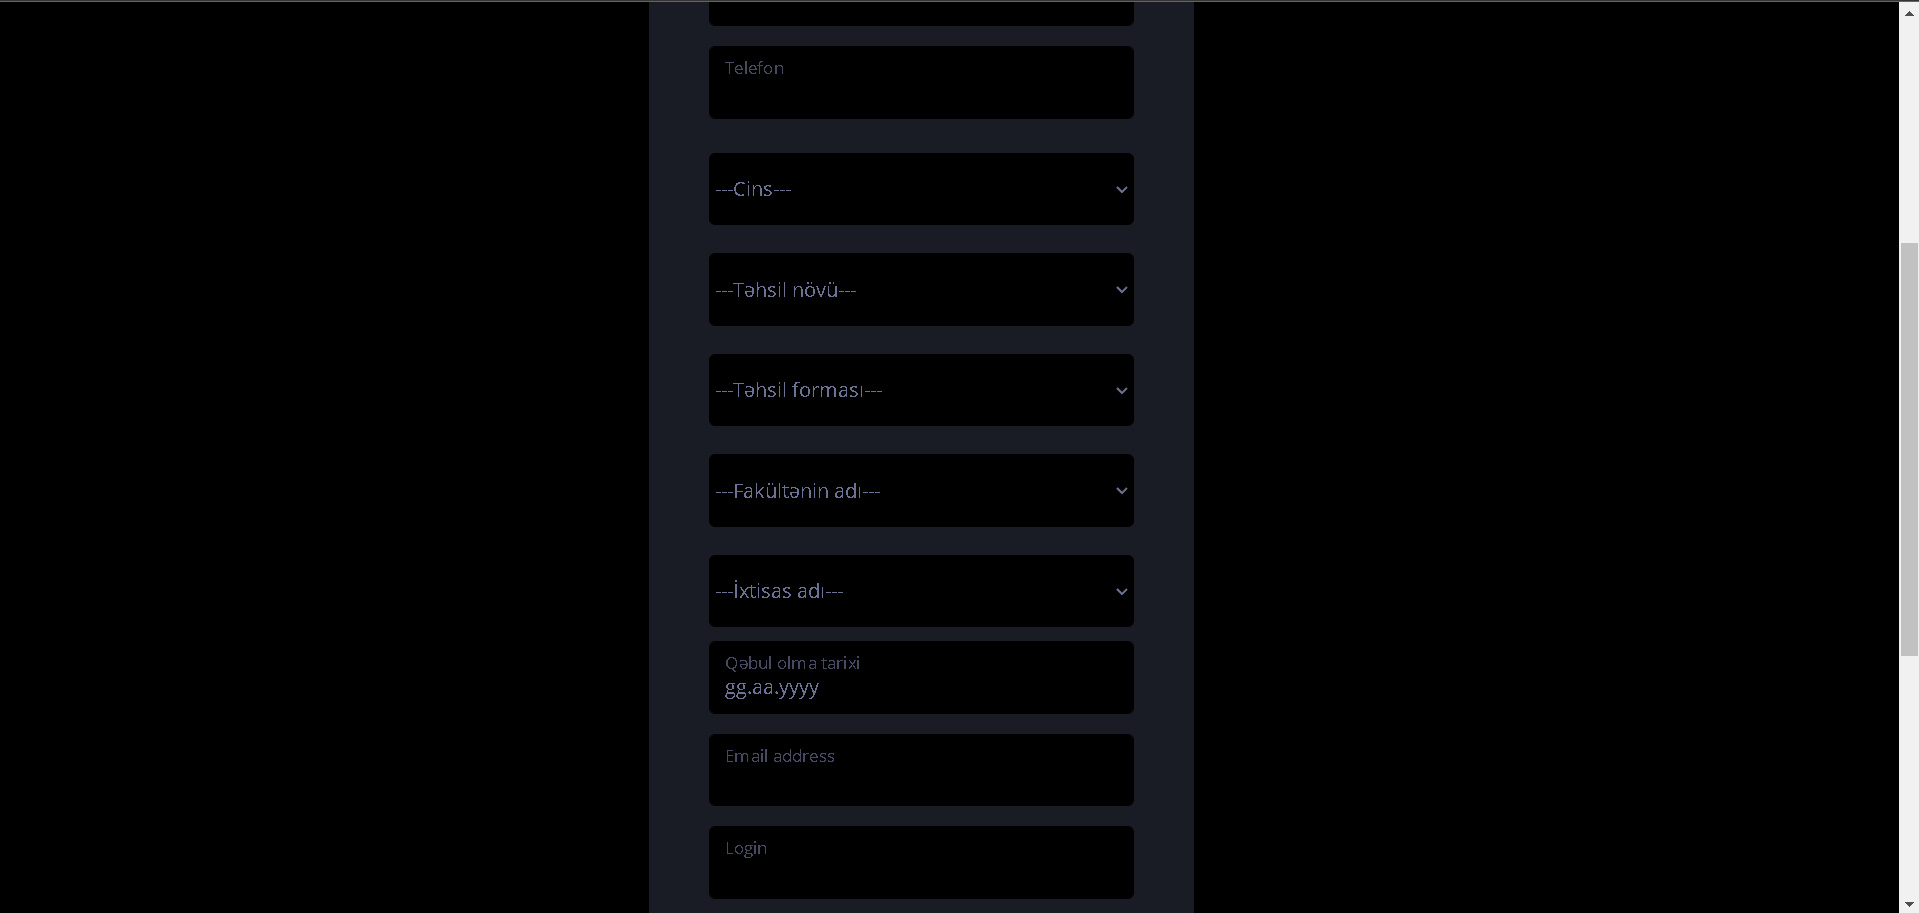 Telefon
---Cins---
---Təhsil növü---
---Təhsil forması---
---Fakültənin adı---
---İxtisas adı---
Qəbul olma tarixi
gg.aa.yyyy
Email address
Login